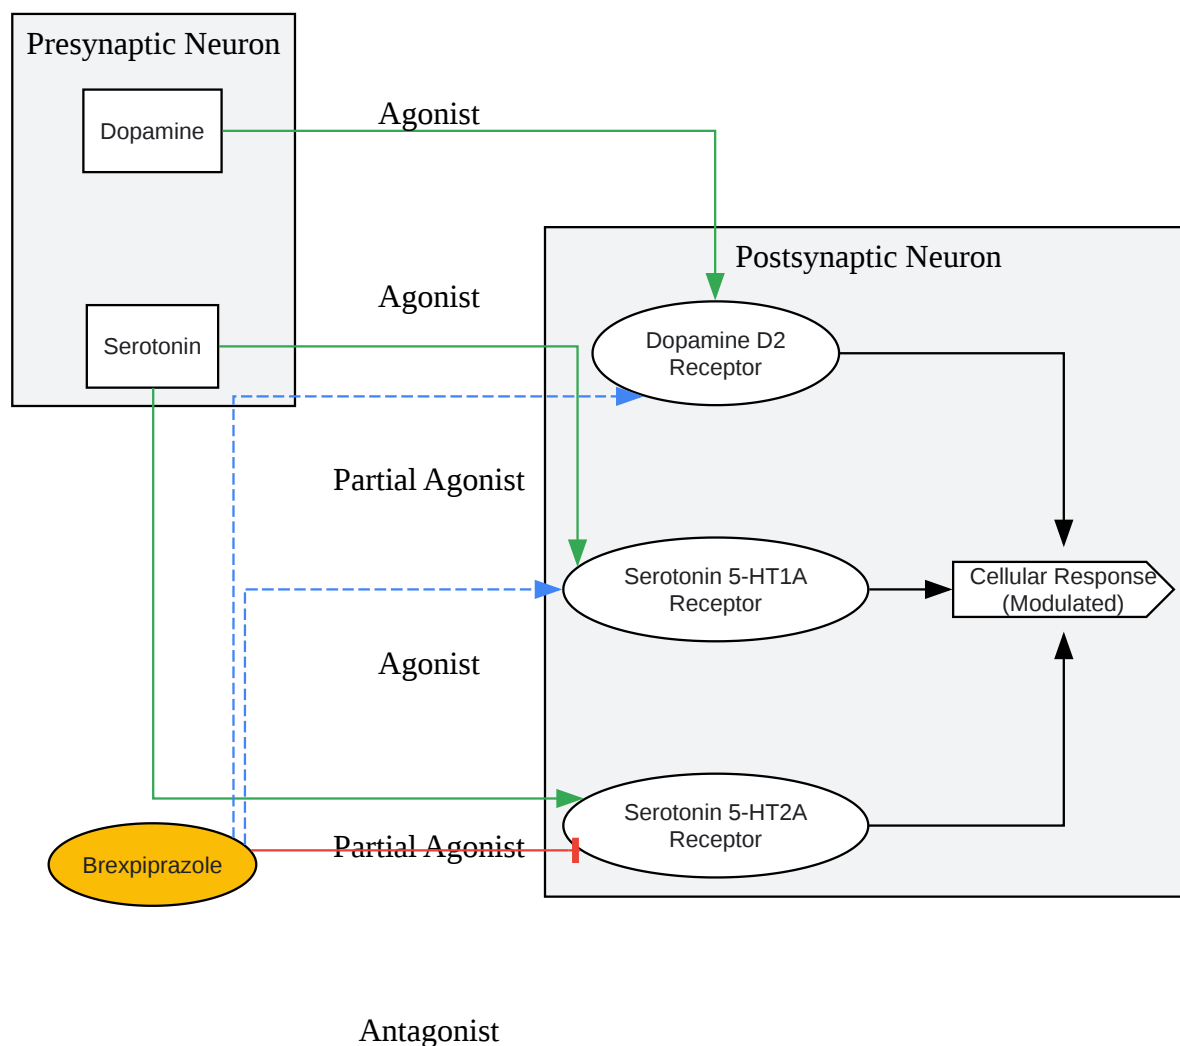 Presynaptic Neuron
Dopamine
Agonist
Postsynaptic Neuron
Agonist
Serotonin
Dopamine D2
Receptor
Partial Agonist
Serotonin 5-HT1A
Receptor
Cellular Response
(Modulated)
Agonist
Serotonin 5-HT2A
Receptor
Partial Agonist
Brexpiprazole
Antagonist